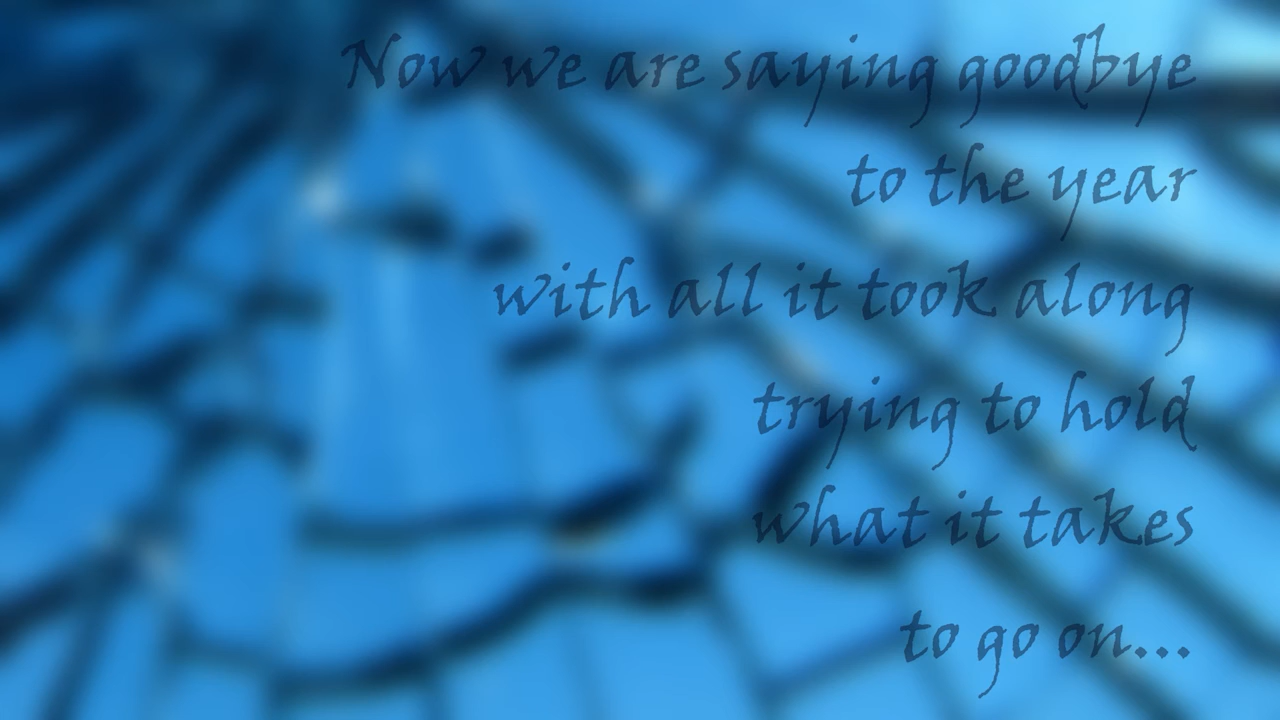 Now we are saying goodbye
to the year
with all it took along
trying to hold
what it takes
to go on...